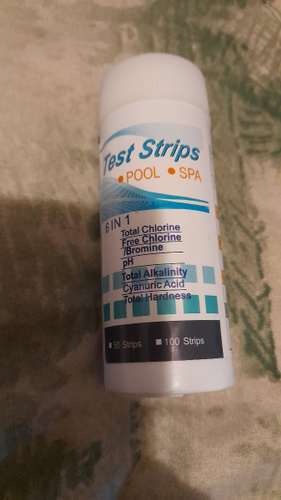 Test Strips
• POOL • SPA
6 IN 1
Total Chlorine
Free Chlorine
/Bromine
pH
Total Alkalinity
Cyanuric Acid
Total Hardness
50 Strips 100 Strips